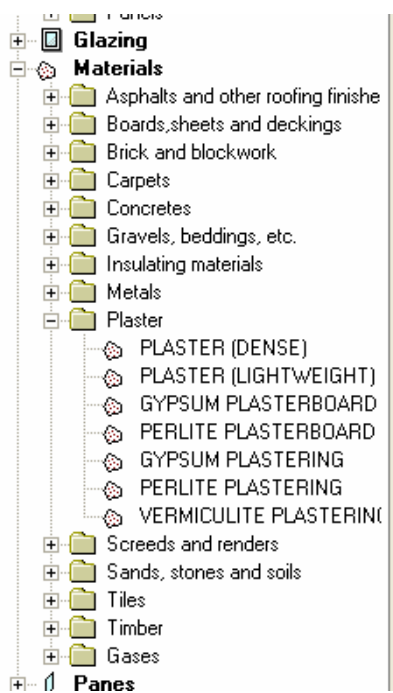 Panels
Glazing
Materials
Asphalts and other roofing finishe
Boards,sheets and deckings
Brick and blockwork
Carpets
Concretes
Gravels, beddings, etc.
Insulating materials
Metals
Plaster
PLASTER (DENSE)
PLASTER (LIGHTWEIGHT)
GYPSUM PLASTERBOARD
PERLITE PLASTERBOARD
GYPSUM PLASTERING
PERLITE PLASTERING
VERMICULITE PLASTERIN
Screeds and renders
Sands, stones and soils
Tiles
Timber
Gases
Panes